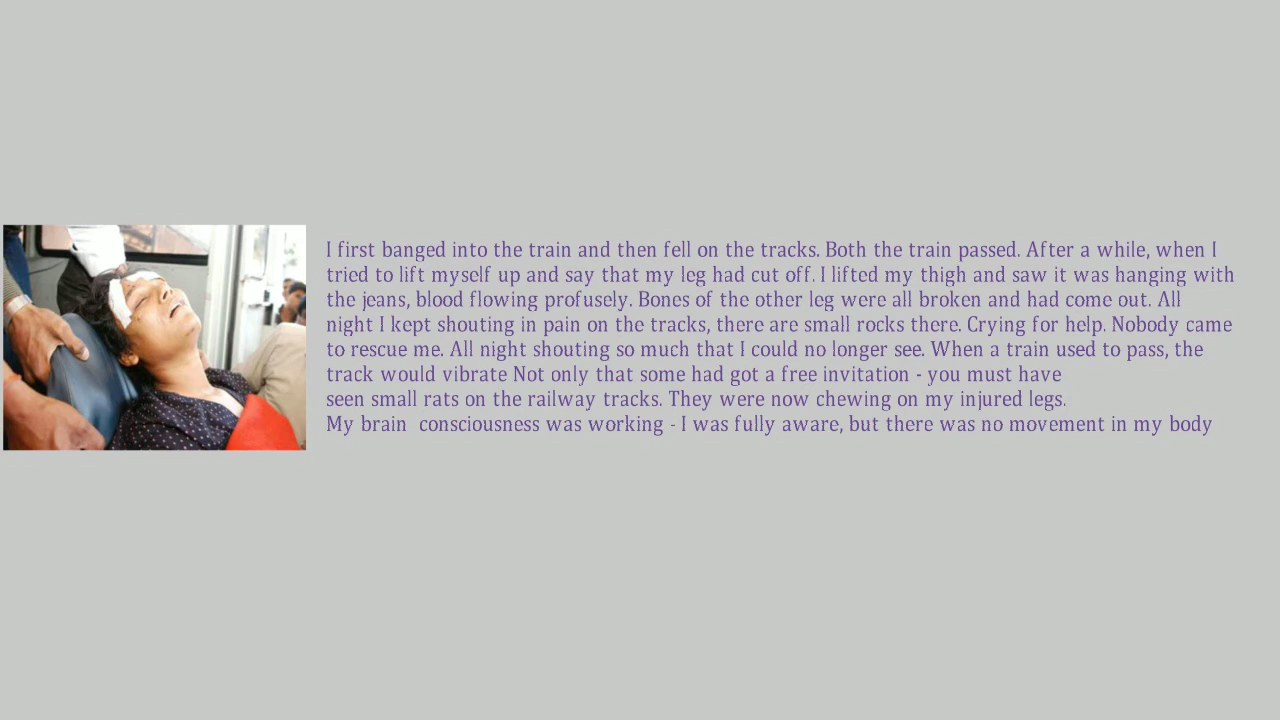 I first banged into the train and then fell on the tracks. Both the train passed. After a while, when I
tried to lift myself up and say that my leg had cut off. I lifted my thigh and saw it was hanging with
the jeans, blood flowing profusely. Bones of the other leg were all broken and had come out. All
night I kept shouting in pain on the tracks, there are small rocks there. Crying for help. Nobody came
to rescue me. All night shouting so much that I could no longer see. When a train used to pass, the
track would vibrate Not only that some had got a free invitation - you must have
seen small rats on the railway tracks. They were now chewing on my injured legs.
My brain  consciousness was working - I was fully aware, but there was no movement in my body